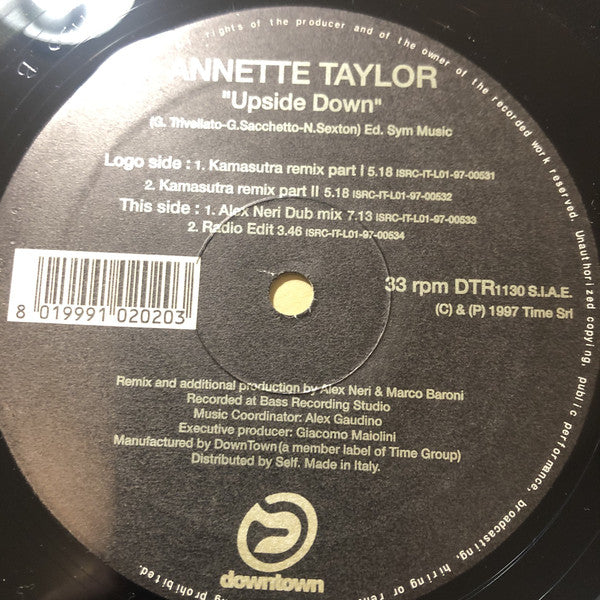 rights of the producer and of the owner of the recorded work reserved. Unauthorized copying, public performance, broadcasting, hiring or
ng prohibited.
ANNETTE TAYLOR
"Upside Down"
(G. Trivellato-G.Sacchetto-N.Sexton) Ed. Sym Music
Logo side : 1. Kamasutra remix part I 5.18 ISRC-IT-L01-97-00531
2. Kamasutra remix part II 5.18 ISRC-IT-L01-97-00532
This side : 1. Alex Neri Dub mix 7.13 ISRC-IT-L01-97-00533
2. Radio Edit 3.46 ISRC-IT-L01-97-00534
8 019991 020203
33 rpm DTR1130 S.I.A.E.
(C) & (P) 1997 Time Srl
Remix and additional production by Alex Neri & Marco Baroni
Recorded at Bass Recording Studio
Music Coordinator: Alex Gaudino
Executive producer: Giacomo Maiolini
Manufactured by DownTown(a member label of Time Group)
Distributed by Self. Made in Italy.
downtown